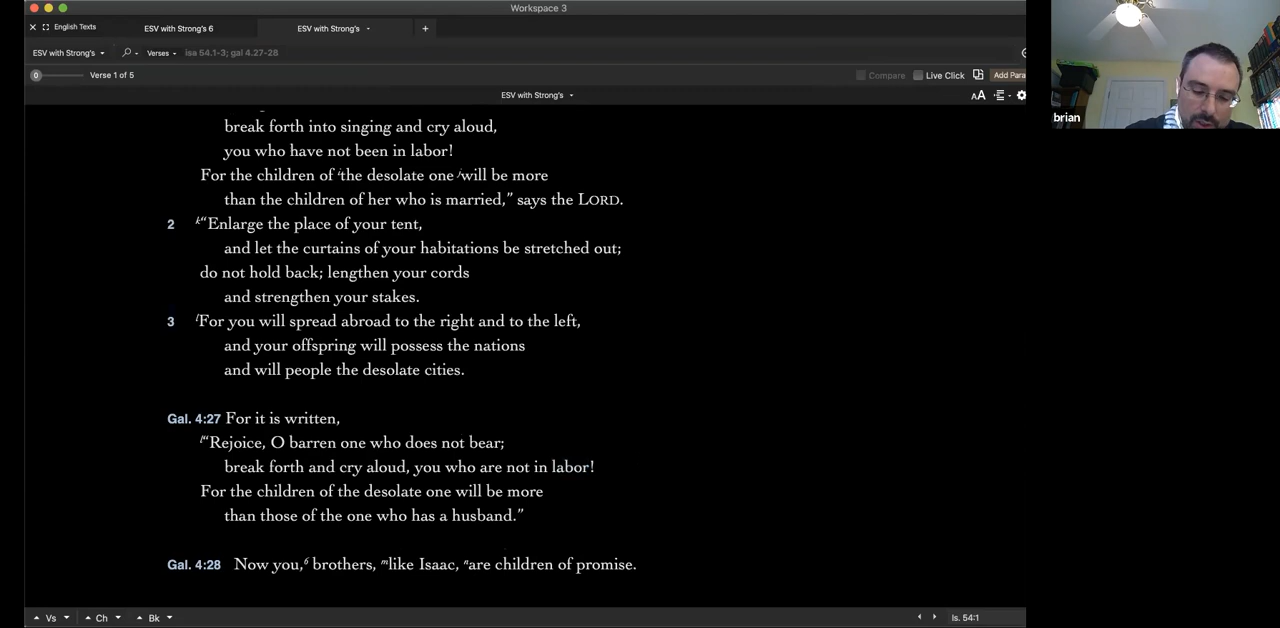 Workspace 3
English Texts
ESV with Strong's 6
ESV with Strong's
+
ESV with Strong's
Verses
isa 54.1-3; gal 4.27-28
0
Verse 1 of 5
Compare
Live Click
Add Para
ESV with Strong's
AA
brian
break forth into singing and cry aloud,
you who have not been in labor!
For the children of ithe desolate one jwill be more
than the children of her who is married,” says the LORD.
2 k“Enlarge the place of your tent,
and let the curtains of your habitations be stretched out;
do not hold back; lengthen your cords
and strengthen your stakes.
3 lFor you will spread abroad to the right and to the left,
and your offspring will possess the nations
and will people the desolate cities.
Gal. 4:27 For it is written,
l“Rejoice, O barren one who does not bear;
break forth and cry aloud, you who are not in labor!
For the children of the desolate one will be more
than those of the one who has a husband.”
Gal. 4:28 Now you,6 brothers, mlike Isaac, nare children of promise.
Vs
Ch
Bk
Is. 54:1